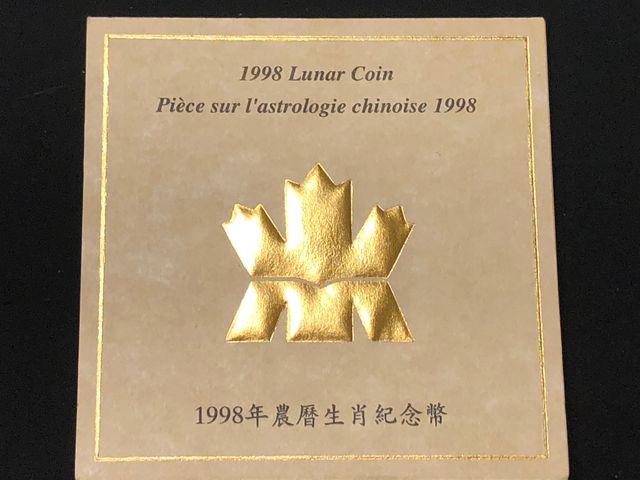 1998 Lunar Coin
Pièce sur l'astrologie chinoise 1998
1998年農曆生肖紀念幣